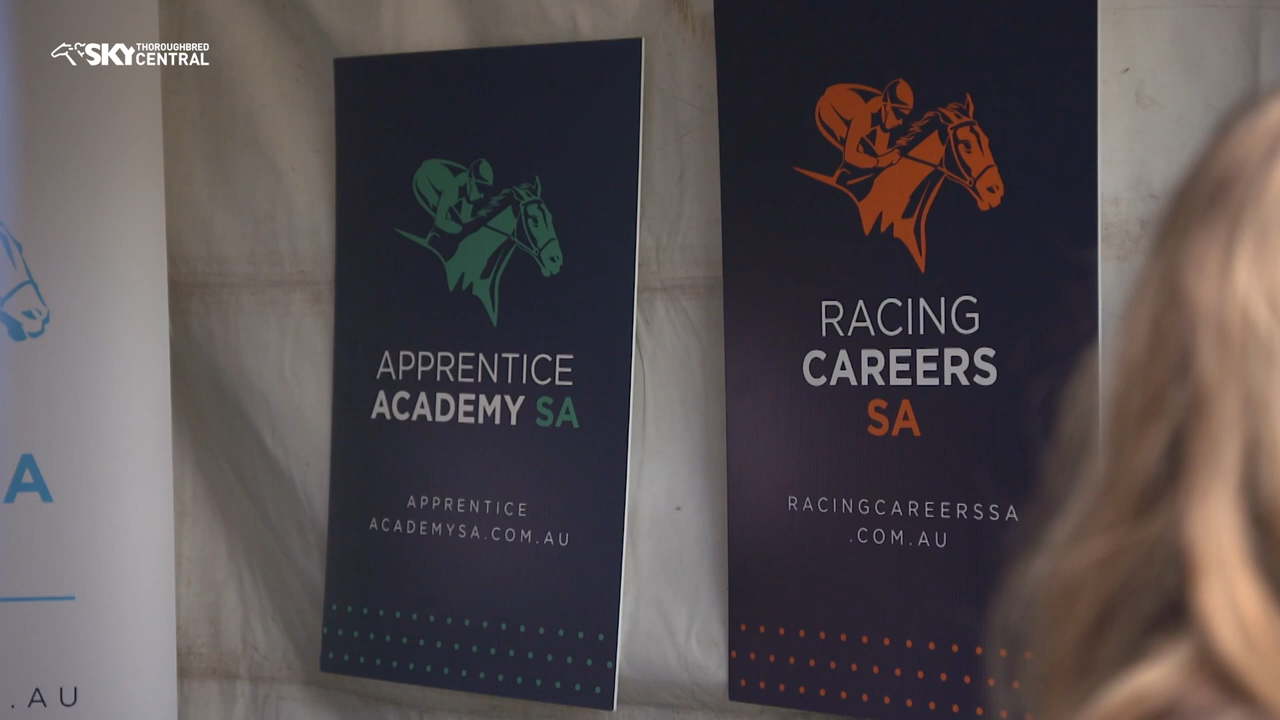 SKY THOROUGHBRED CENTRAL
A
.AU
APPRENTICE
ACADEMY SA
APPRENTICE
ACADEMYSA.COM.AU
RACING
CAREERS
SA
RACINGCAREERSSA
.COM.AU